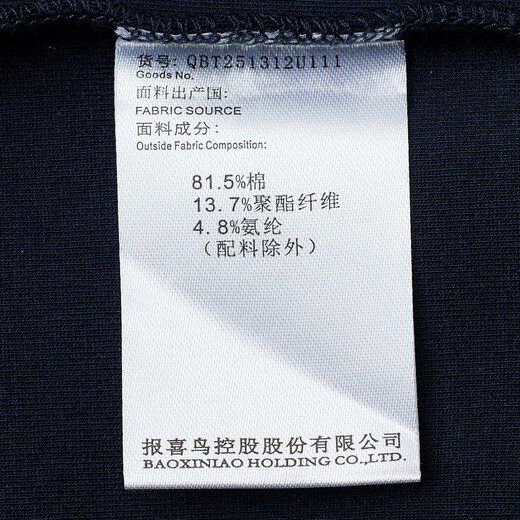 货号: QBT251312U111
Goods No.
面料出产国:
FABRIC SOURCE
面料成分:
Outside Fabric Composition:
81.5%棉
13.7%聚酯纤维
4.8%氨纶
(配料除外)
报喜鸟控股股份有限公司
BAOXINIAO HOLDING CO.,LTD.